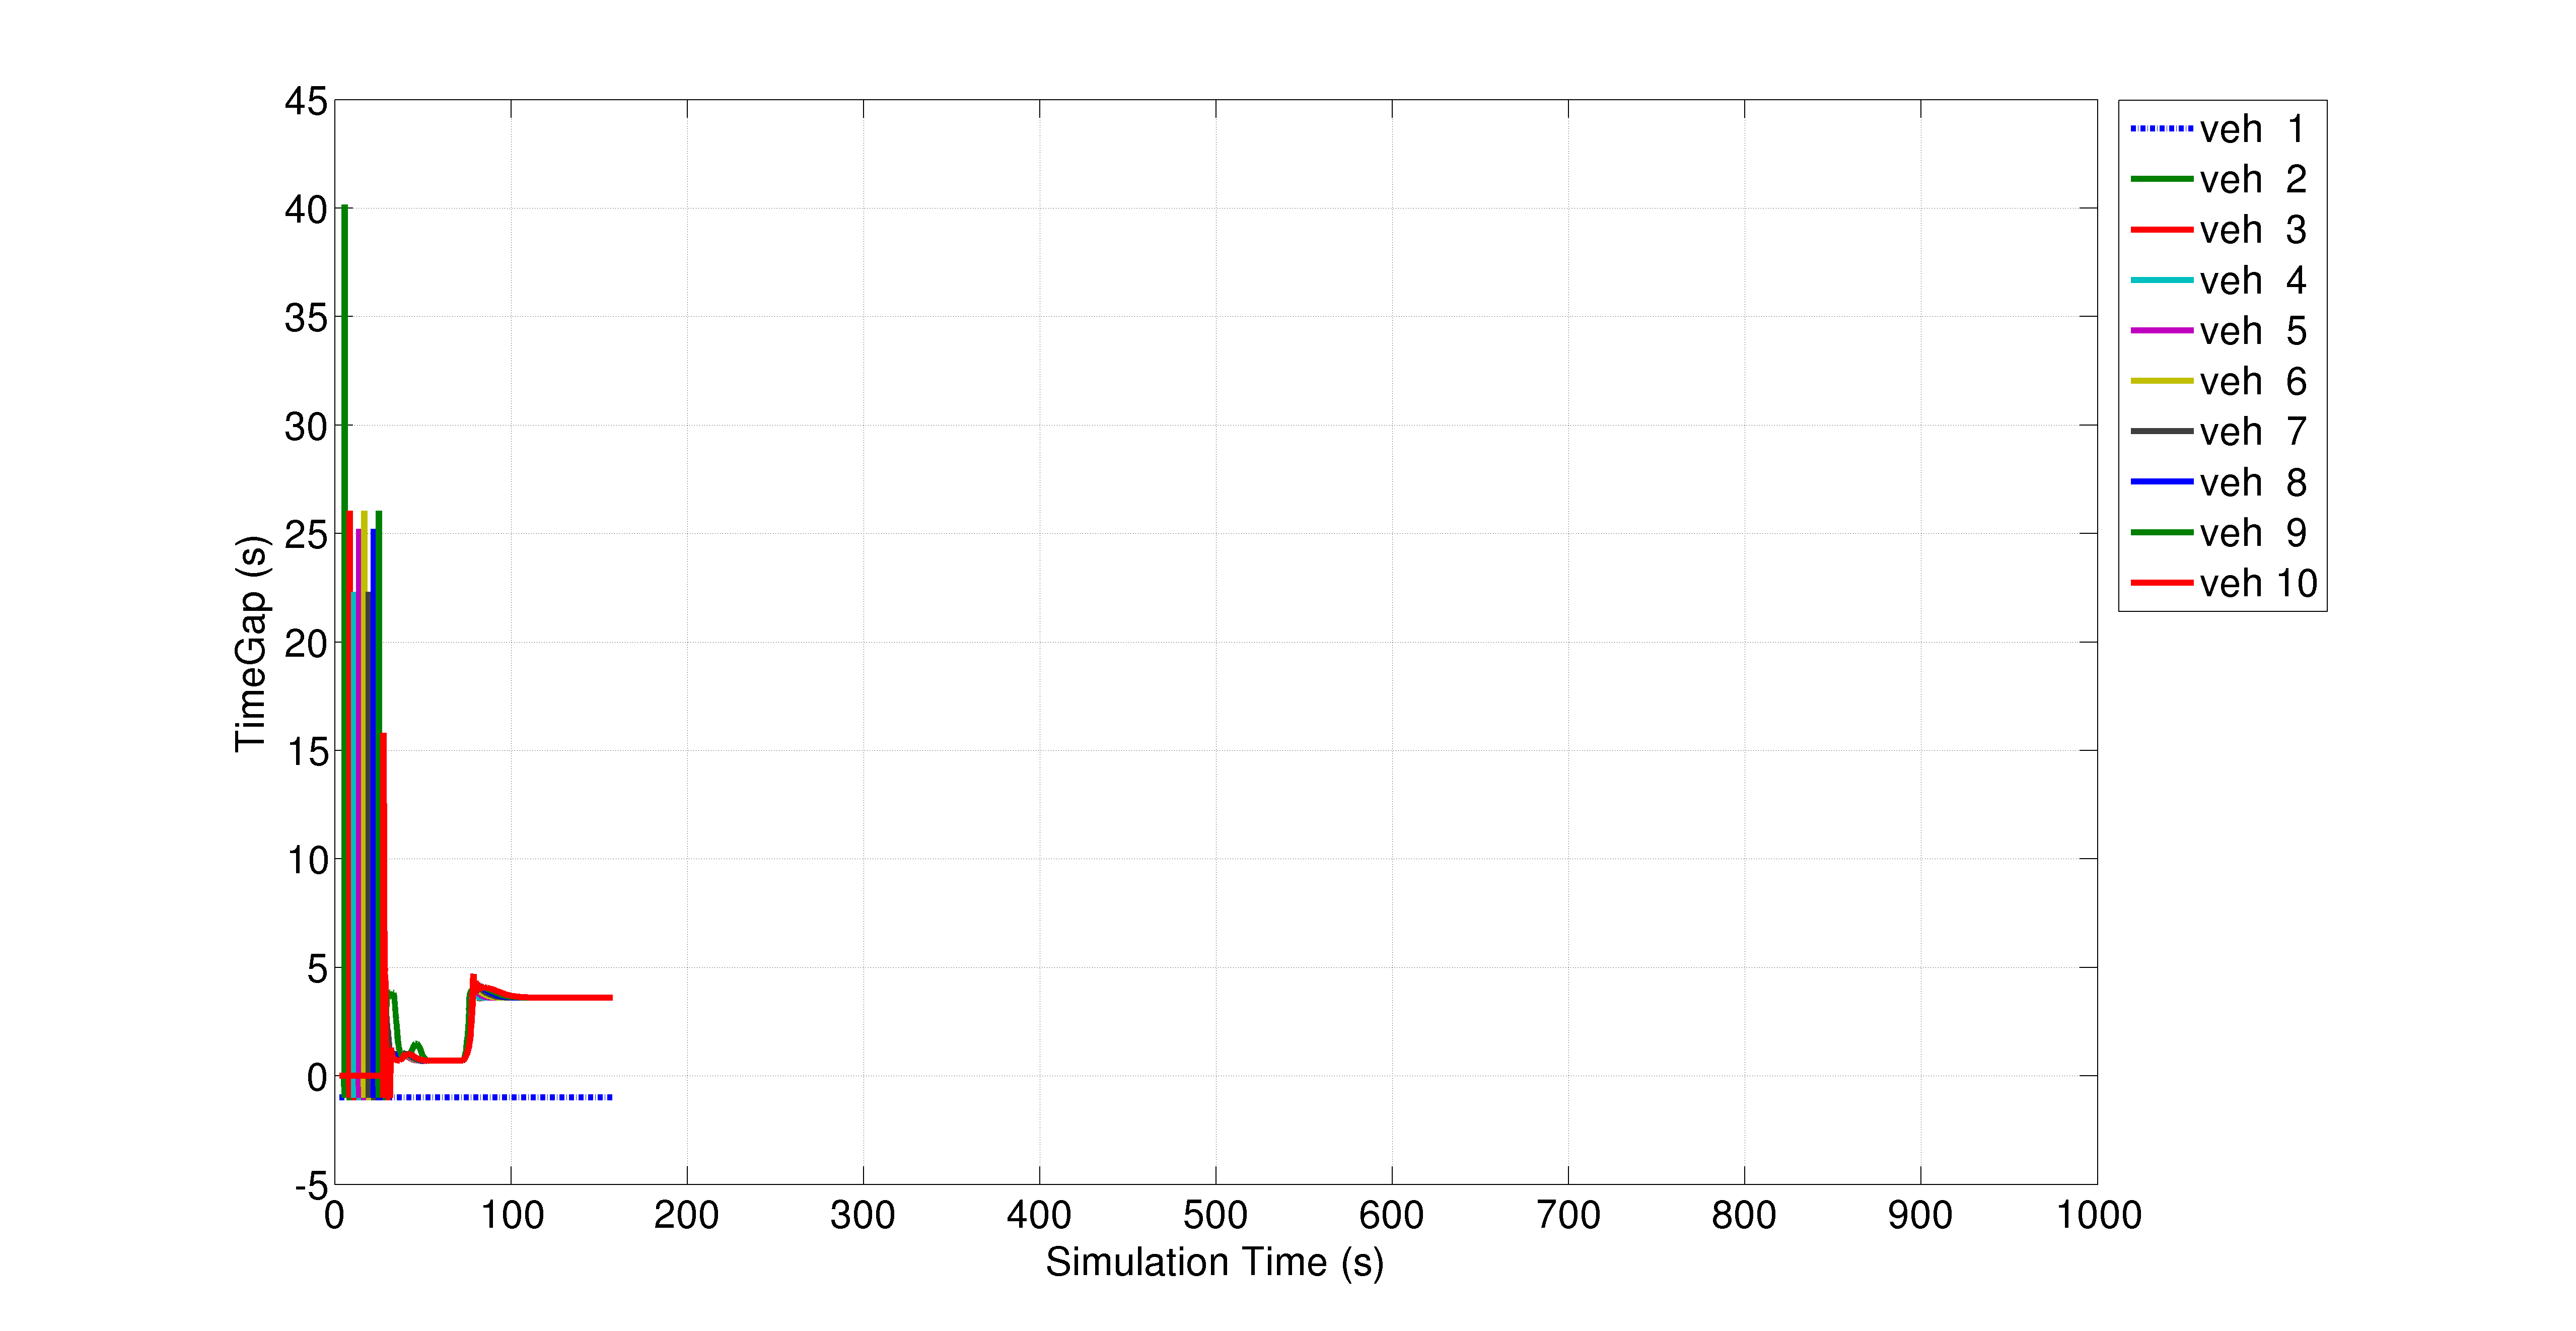 45
40
35
30
25
20
15
10
5
0
-5
TimeGap (s)
0 100 200 300 400 500 600 700 800 900 1000
Simulation Time (s)
veh 1
veh 2
veh 3
veh 4
veh 5
veh 6
veh 7
veh 8
veh 9
veh 10